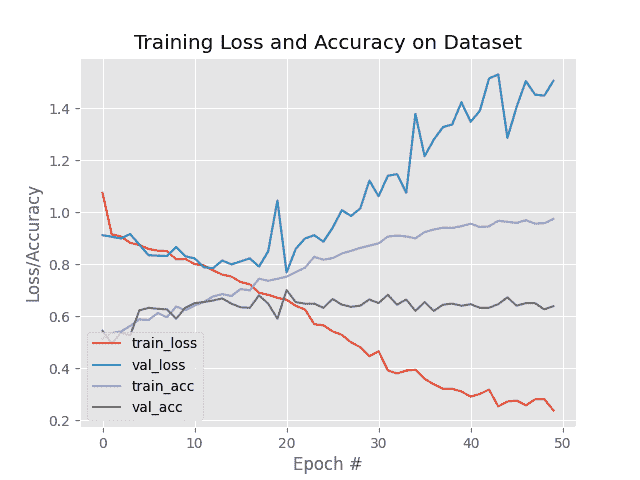 Training Loss and Accuracy on Dataset
Loss/Accuracy
1.4
1.2
1.0
0.8
0.6
0.4
0.2
train_loss
val_loss
train_acc
val_acc
0 10 20 30 40 50
Epoch #